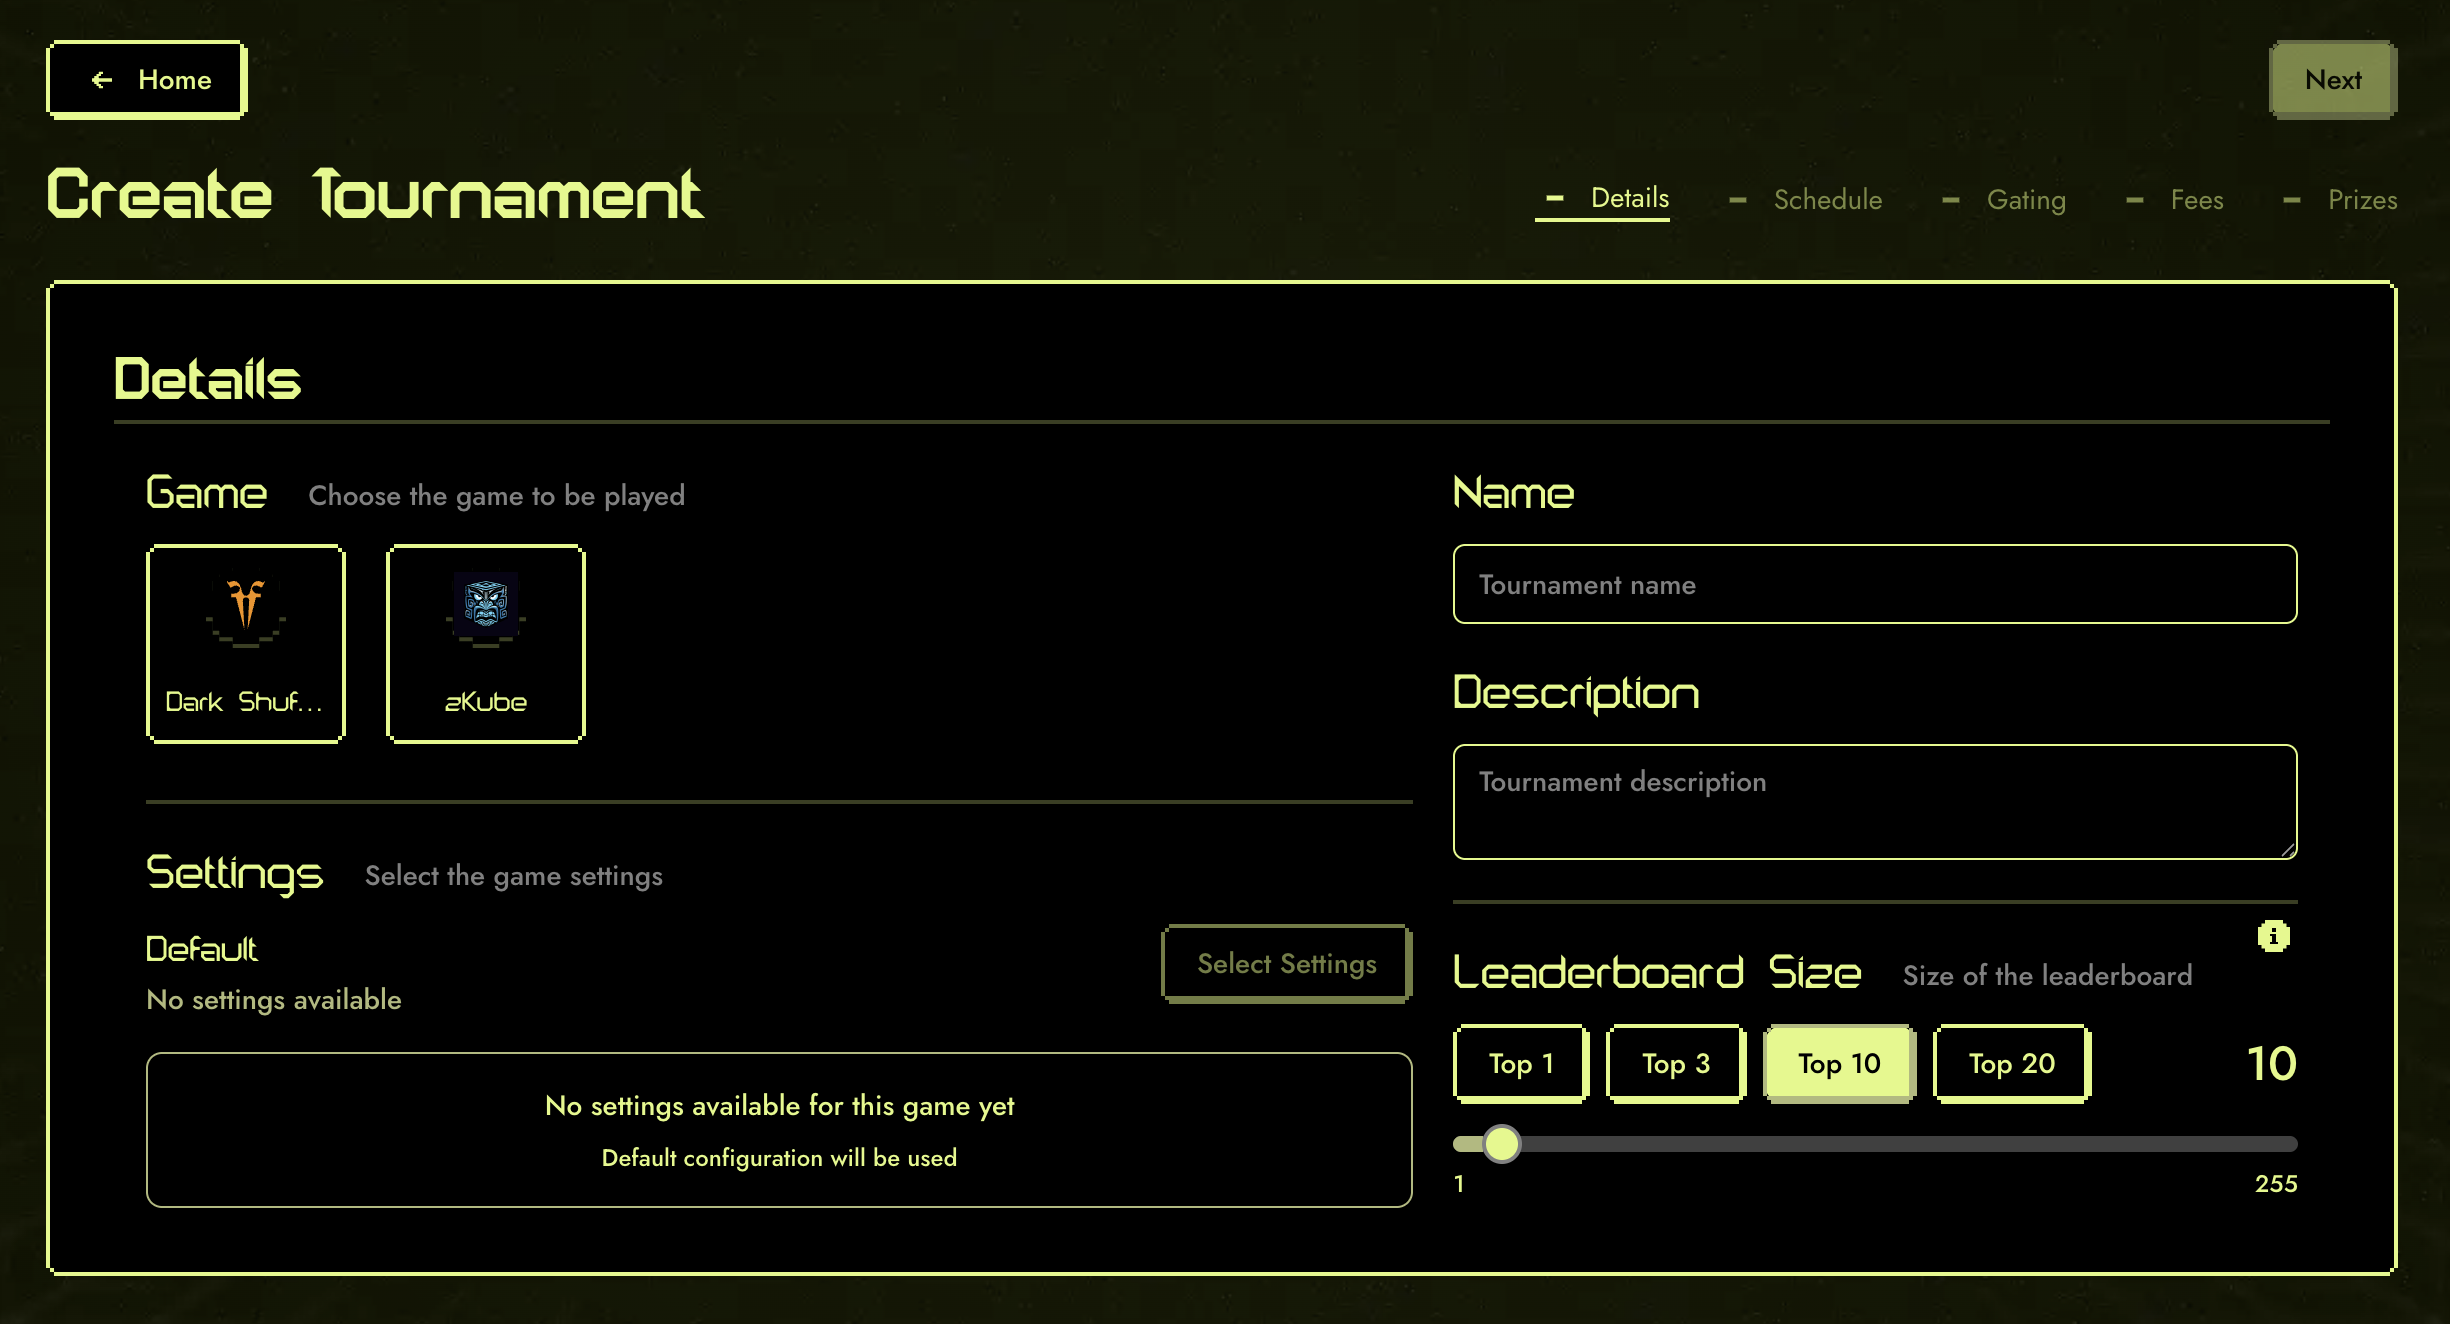 Home
Next
Create Tournament
Details
Schedule
Gating
Fees
Prizes
Details
Game
Choose the game to be played
Dark Shuf...
zKube
Settings
Select the game settings
Default
No settings available
Select Settings
No settings available for this game yet
Default configuration will be used
Name
Tournament name
Description
Tournament description
i
Leaderboard Size
Size of the leaderboard
Top 1
Top 3
Top 10
Top 20
10
1
255